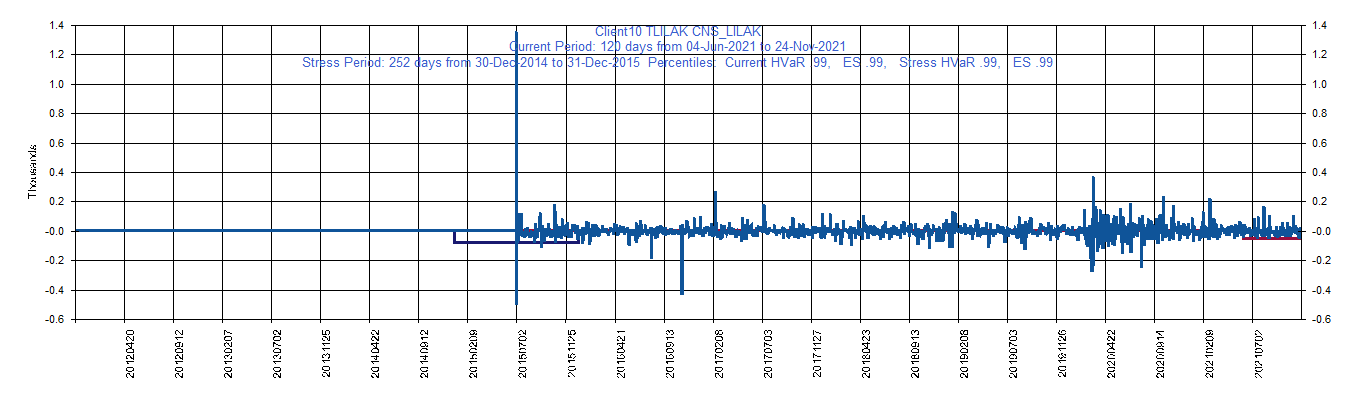 Client10 TLILAK CNS_LILAK
Current Period: 120 days from 04-Jun-2021 to 24-Nov-2021
Stress Period: 252 days from 30-Dec-2014 to 31-Dec-2015  Percentiles:  Current HVaR .99,   ES .99,   Stress HVaR .99,   ES .99
1.4 1.4
1.2 1.2
1.0 1.0
0.8 0.8
0.6 0.6
0.4 0.4
0.2 0.2
-0.0 -0.0
-0.2 -0.2
-0.4 -0.4
-0.6 -0.6
Thousands
20120420 20120912 20130207 20130702 20131125 20140422 20140912 20150209 20150702 20151125 20160421 20160913 20170208 20170703 20171127 20180423 20180913 20190208 20190703 20191126 20200422 20200914 20210209 20210702